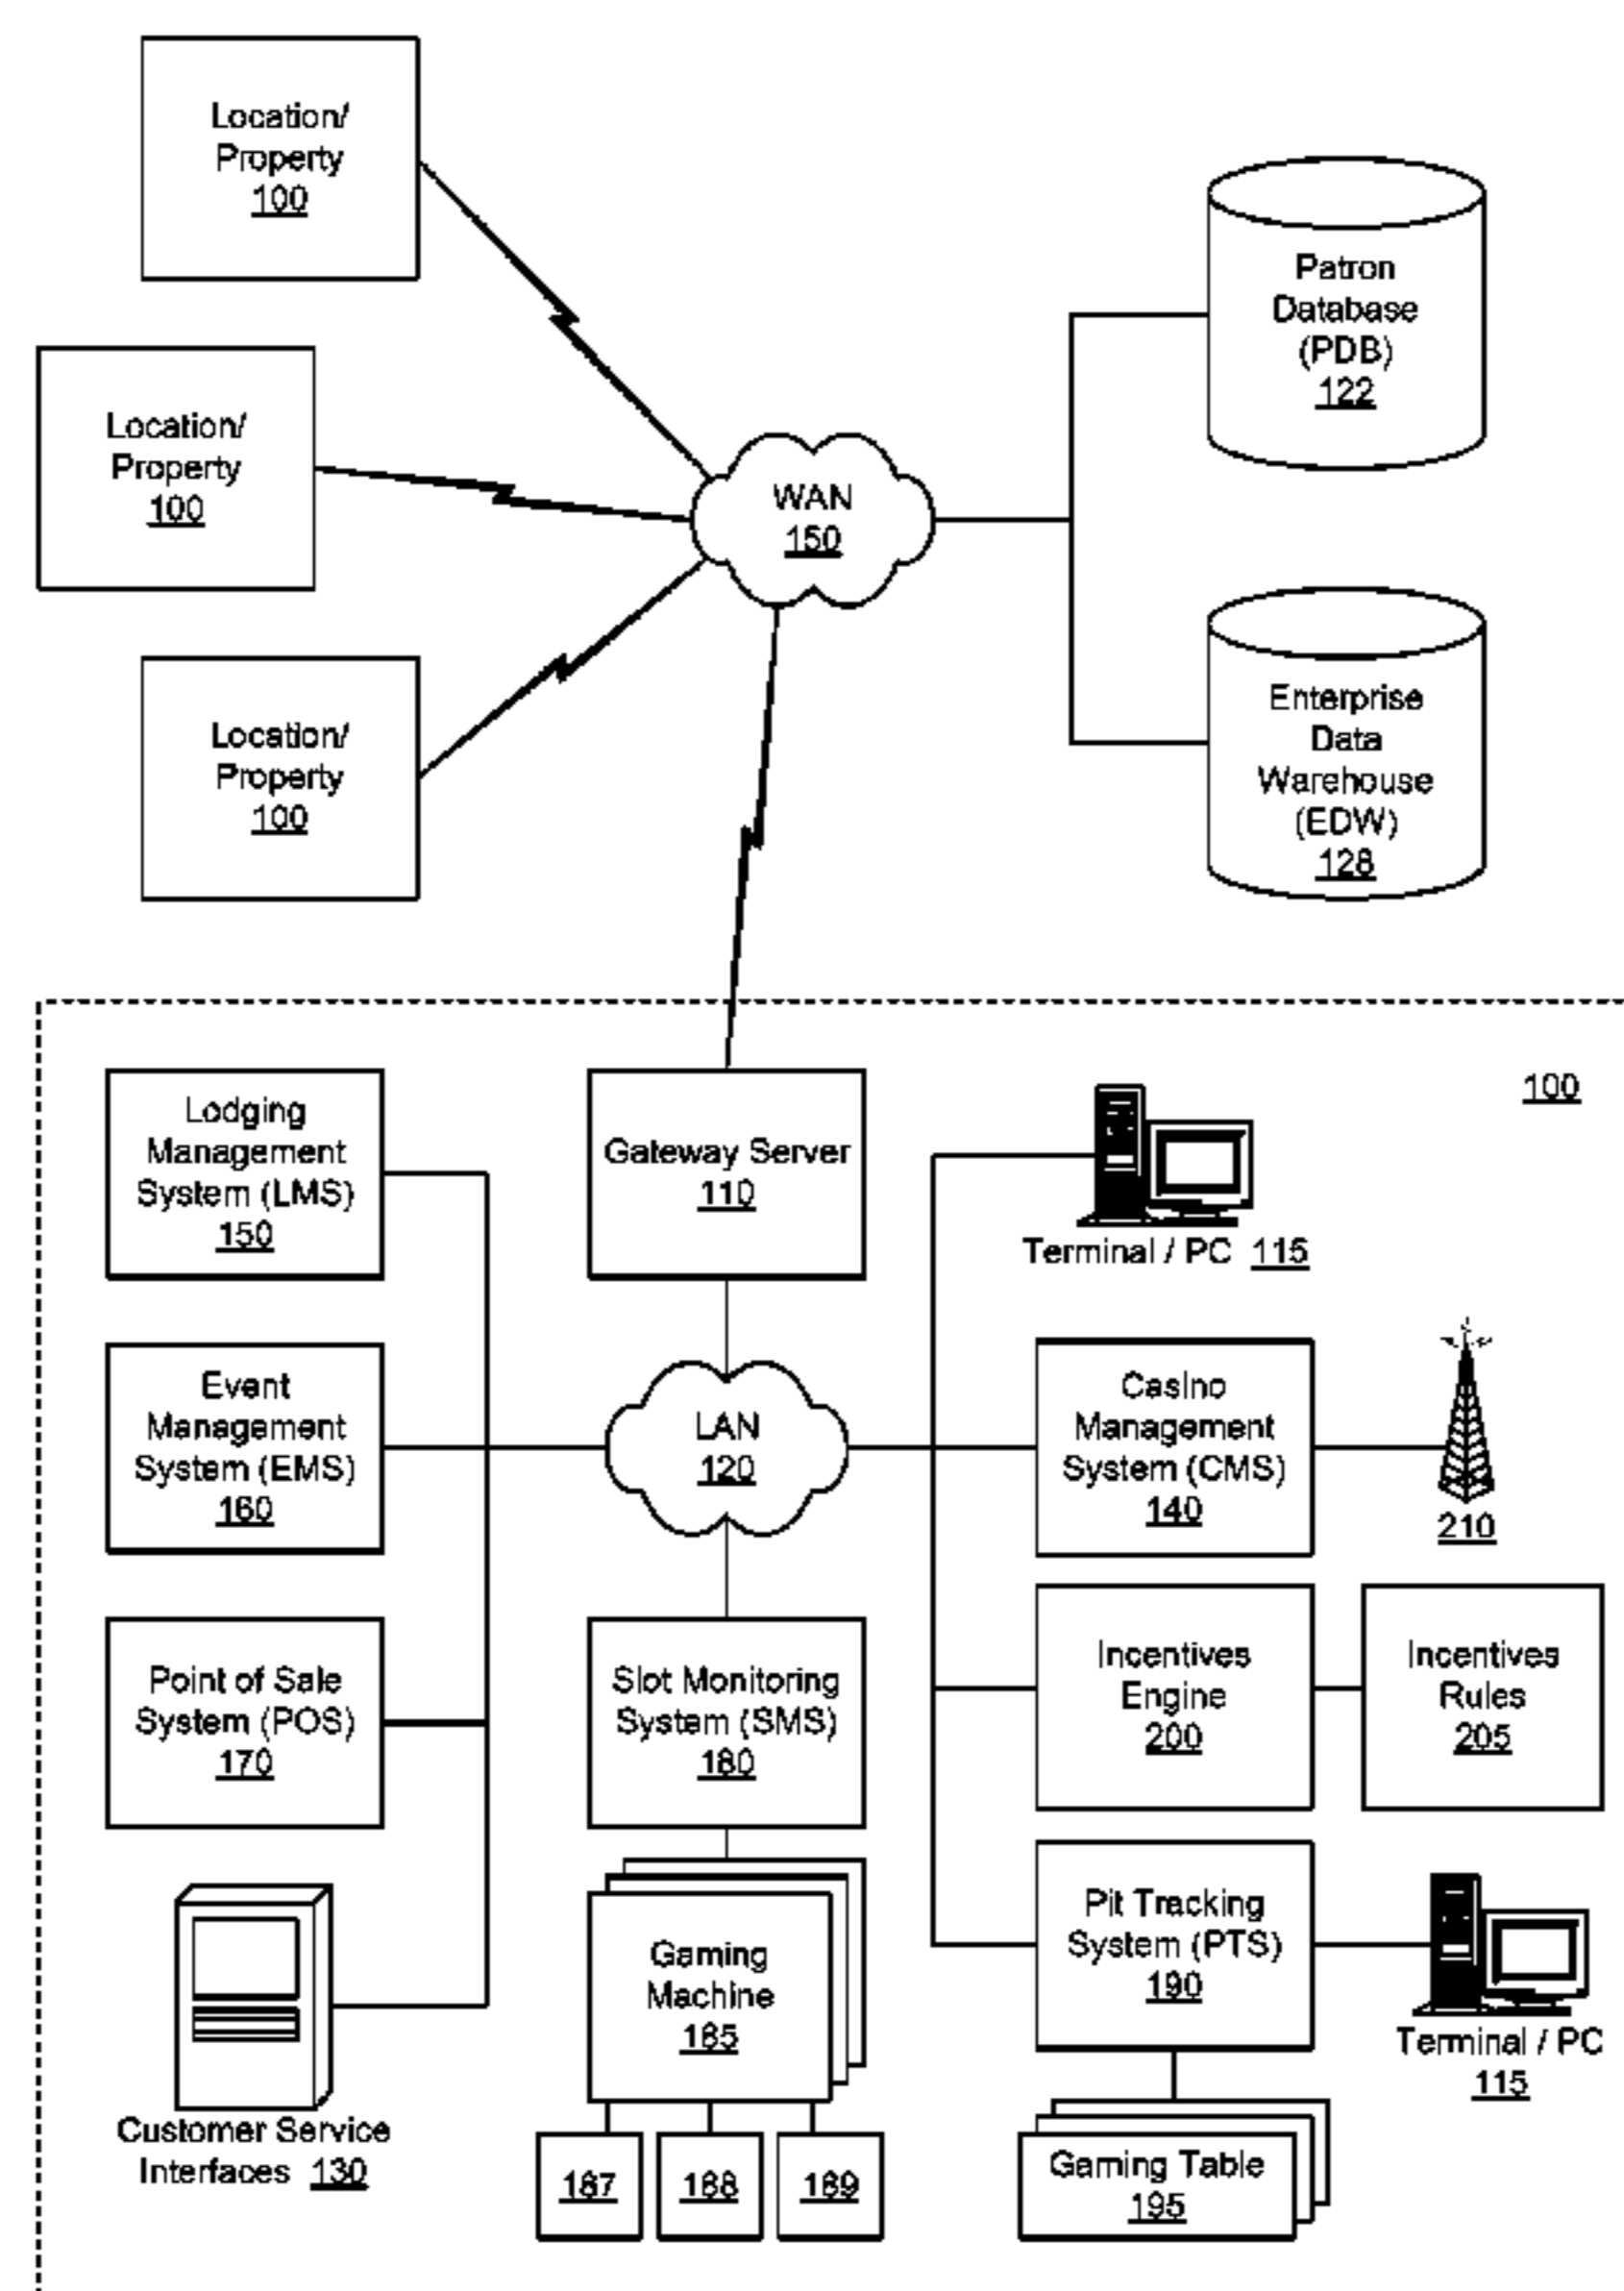 Location/
Property
100
Location/
Property
100
Location/
Property
100
WAN
150
Patron
Database
(PDB)
122
Enterprise
Data
Warehouse
(EDW)
128
100
Lodging
Management
System (LMS)
150
Gateway Server
110
Terminal / PC 115
Event
Management
System (EMS)
160
LAN
120
Casino
Management
System (CMS)
140
210
Point of Sale
System (POS)
170
Slot Monitoring
System (SMS)
180
Incentives
Engine
200
Incentives
Rules
205
Gaming
Machine
185
Pit Tracking
System (PTS)
190
Terminal / PC
115
Customer Service
Interfaces 130
187
188
189
Gaming Table
195